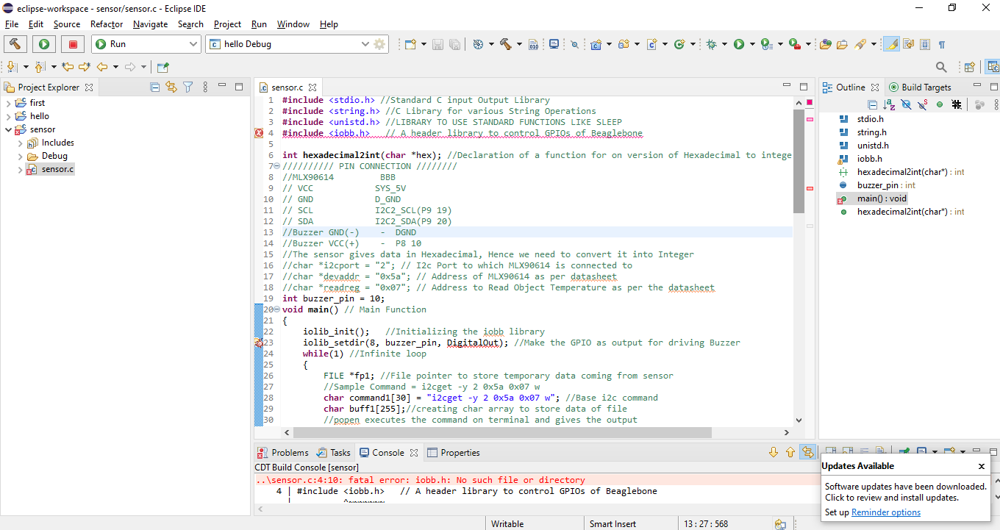 eclipse-workspace - sensor/sensor.c - Eclipse IDE
File Edit Source Refactor Navigate Search Project Run Window Help
Run
hello Debug
Project Explorer
first
hello
sensor
Includes
Debug
sensor.c
sensor.c
1 #include <stdio.h> //Standard C input Output Library
2 #include <string.h> //C Library for various String Operations
3 #include <unistd.h> //LIBRARY TO USE STANDARD FUNCTIONS LIKE SLEEP
4 #include <iobb.h>   // A header library to control GPIOs of Beaglebone
5
6 int hexadecimal2int(char *hex); //Declaration of a function for on version of Hexadecimal to intege
7 ////////// PIN CONNECTION ////////
8 //MLX90614         BBB
9 // VCC            SYS_5V
10 // GND            D_GND
11 // SCL            I2C2_SCL(P9 19)
12 // SDA            I2C2_SDA(P9 20)
13 //Buzzer GND(-)    -  DGND
14 //Buzzer VCC(+)    -  P8 10
15 //The sensor gives data in Hexadecimal, Hence we need to convert it into Integer
16 //char *i2cport = "2"; // I2c Port to which MLX90614 is connected to
17 //char *devaddr = "0x5a"; // Address of MLX90614 as per datasheet
18 //char *readreg = "0x07"; // Address to Read Object Temperature as per the datasheet
19 int buzzer_pin = 10;
20 void main() // Main Function
21 {
22     iolib_init();   //Initializing the iobb library
23     iolib_setdir(8, buzzer_pin, DigitalOut); //Make the GPIO as output for driving Buzzer
24     while(1) //Infinite loop
25     {
26         FILE *fp1; //File pointer to store temporary data coming from sensor
27         //Sample Command = i2cget -y 2 0x5a 0x07 w
28         char command1[30] = "i2cget -y 2 0x5a 0x07 w"; //Base i2c command
29         char buff1[255];//creating char array to store data of file
30         //popen executes the command on terminal and gives the output
Outline
Build Targets
stdio.h
string.h
unistd.h
iobb.h
hexadecimal2int(char*) : int
buzzer_pin : int
main() : void
hexadecimal2int(char*) : int
Problems Tasks Console Properties
CDT Build Console [sensor]
..\sensor.c:4:10: fatal error: iobb.h: No such file or directory
4 | #include <iobb.h>   // A header library to control GPIOs of Beaglebone
|          ^~~~~~~~
Updates Available
Software updates have been downloaded.
Click to review and install updates.
Set up Reminder options
Writable
Smart Insert
13 : 27 : 568